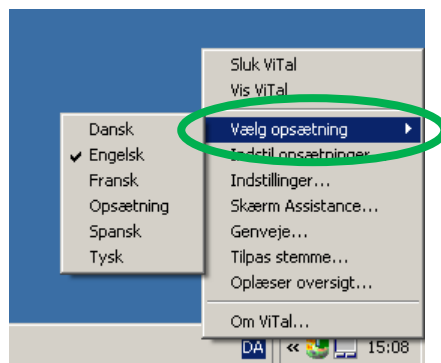 Sluk ViTal
Vis ViTal
Vælg opsætning
Indstil opsætninger
Indstillinger...
Skærm Assistance...
Genveje...
Tilpas stemme...
Oplæser oversigt...
Om ViTal...
Dansk
Engelsk
Fransk
Opsætning
Spansk
Tysk
DA
«
15:08